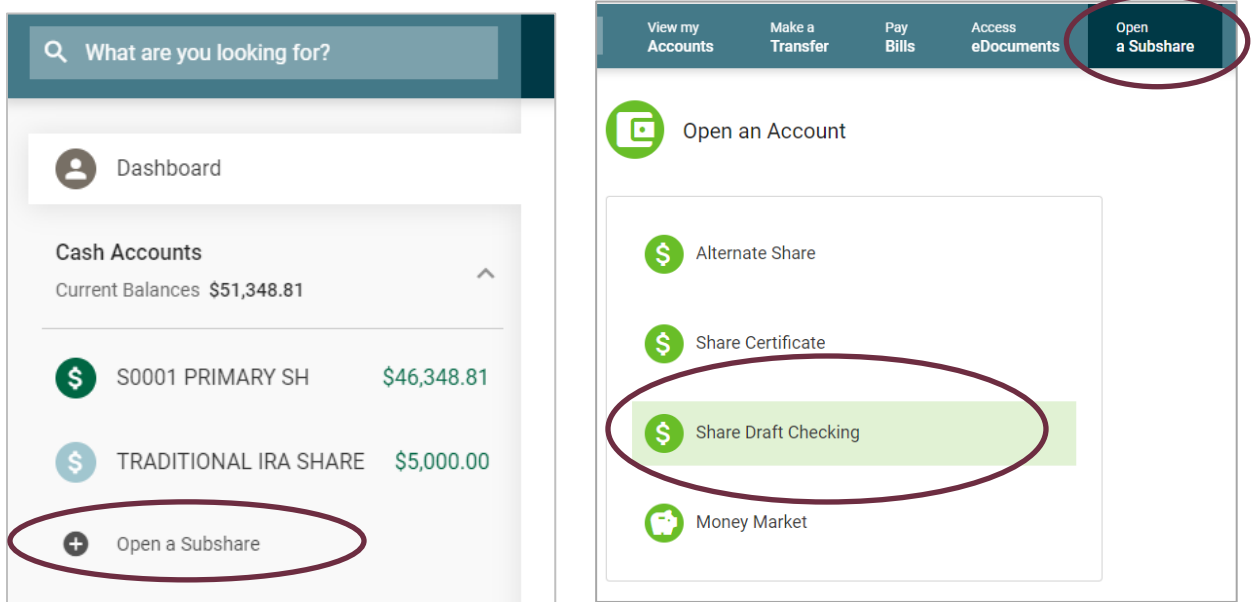 What are you looking for?
Dashboard
Cash Accounts
Current Balances $51,348.81
S0001 PRIMARY SH $46,348.81
TRADITIONAL IRA SHARE $5,000.00
Open a Subshare
View my Accounts
Make a Transfer
Pay Bills
Access eDocuments
Open a Subshare
Open an Account
Alternate Share
Share Certificate
Share Draft Checking
Money Market